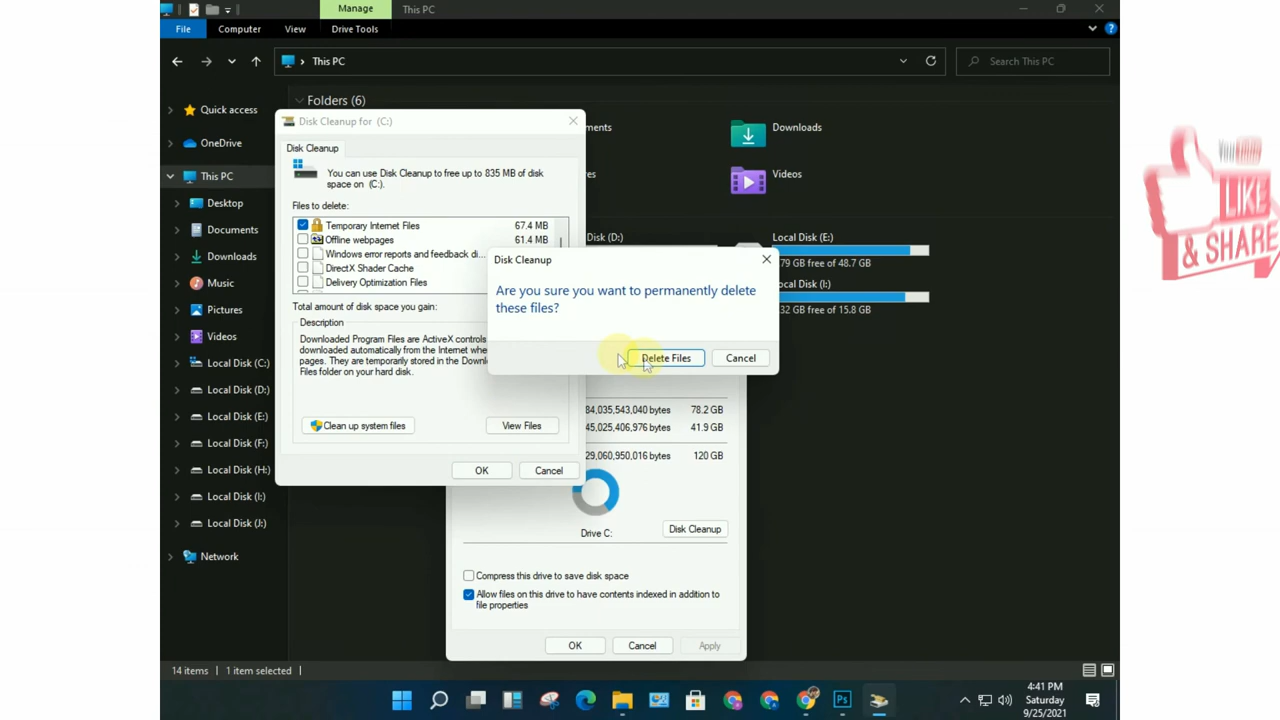 Manage
This PC
File
Computer
View
Drive Tools
This PC
Search This PC
Quick access
OneDrive
This PC
Desktop
Documents
Downloads
Music
Pictures
Videos
Local Disk (C:)
Local Disk (D:)
Local Disk (E:)
Local Disk (F:)
Local Disk (H:)
Local Disk (I:)
Local Disk (J:)
Network
Folders (6)
ments
Downloads
res
Videos
Disk (D:)
Local Disk (E:)
79 GB free of 48.7 GB
ocal Disk (I:)
32 GB free of 15.8 GB
Disk Cleanup for (C:)
Disk Cleanup
You can use Disk Cleanup to free up to 835 MB of disk
space on (C:).
Files to delete:
Temporary Internet Files 67.4 MB
Offline webpages 61.4 MB
Windows error reports and feedback di...
DirectX Shader Cache
Delivery Optimization Files
Total amount of disk space you gain:
Description
Downloaded Program Files are ActiveX controls
downloaded automatically from the Internet whe
pages. They are temporarily stored in the Downlo
Files folder on your hard disk.
Clean up system files
View Files
OK
Cancel
Disk Cleanup
Are you sure you want to permanently delete
these files?
Delete Files
Cancel
84,035,543,040 bytes 78.2 GB
45,025,406,976 bytes 41.9 GB
29,060,950,016 bytes 120 GB
Drive C:
Disk Cleanup
Compress this drive to save disk space
Allow files on this drive to have contents indexed in addition to
file properties
OK
Cancel
Apply
14 items
1 item selected
Ps
4:41 PM
Saturday
9/25/2021
LIKE
& SHARE